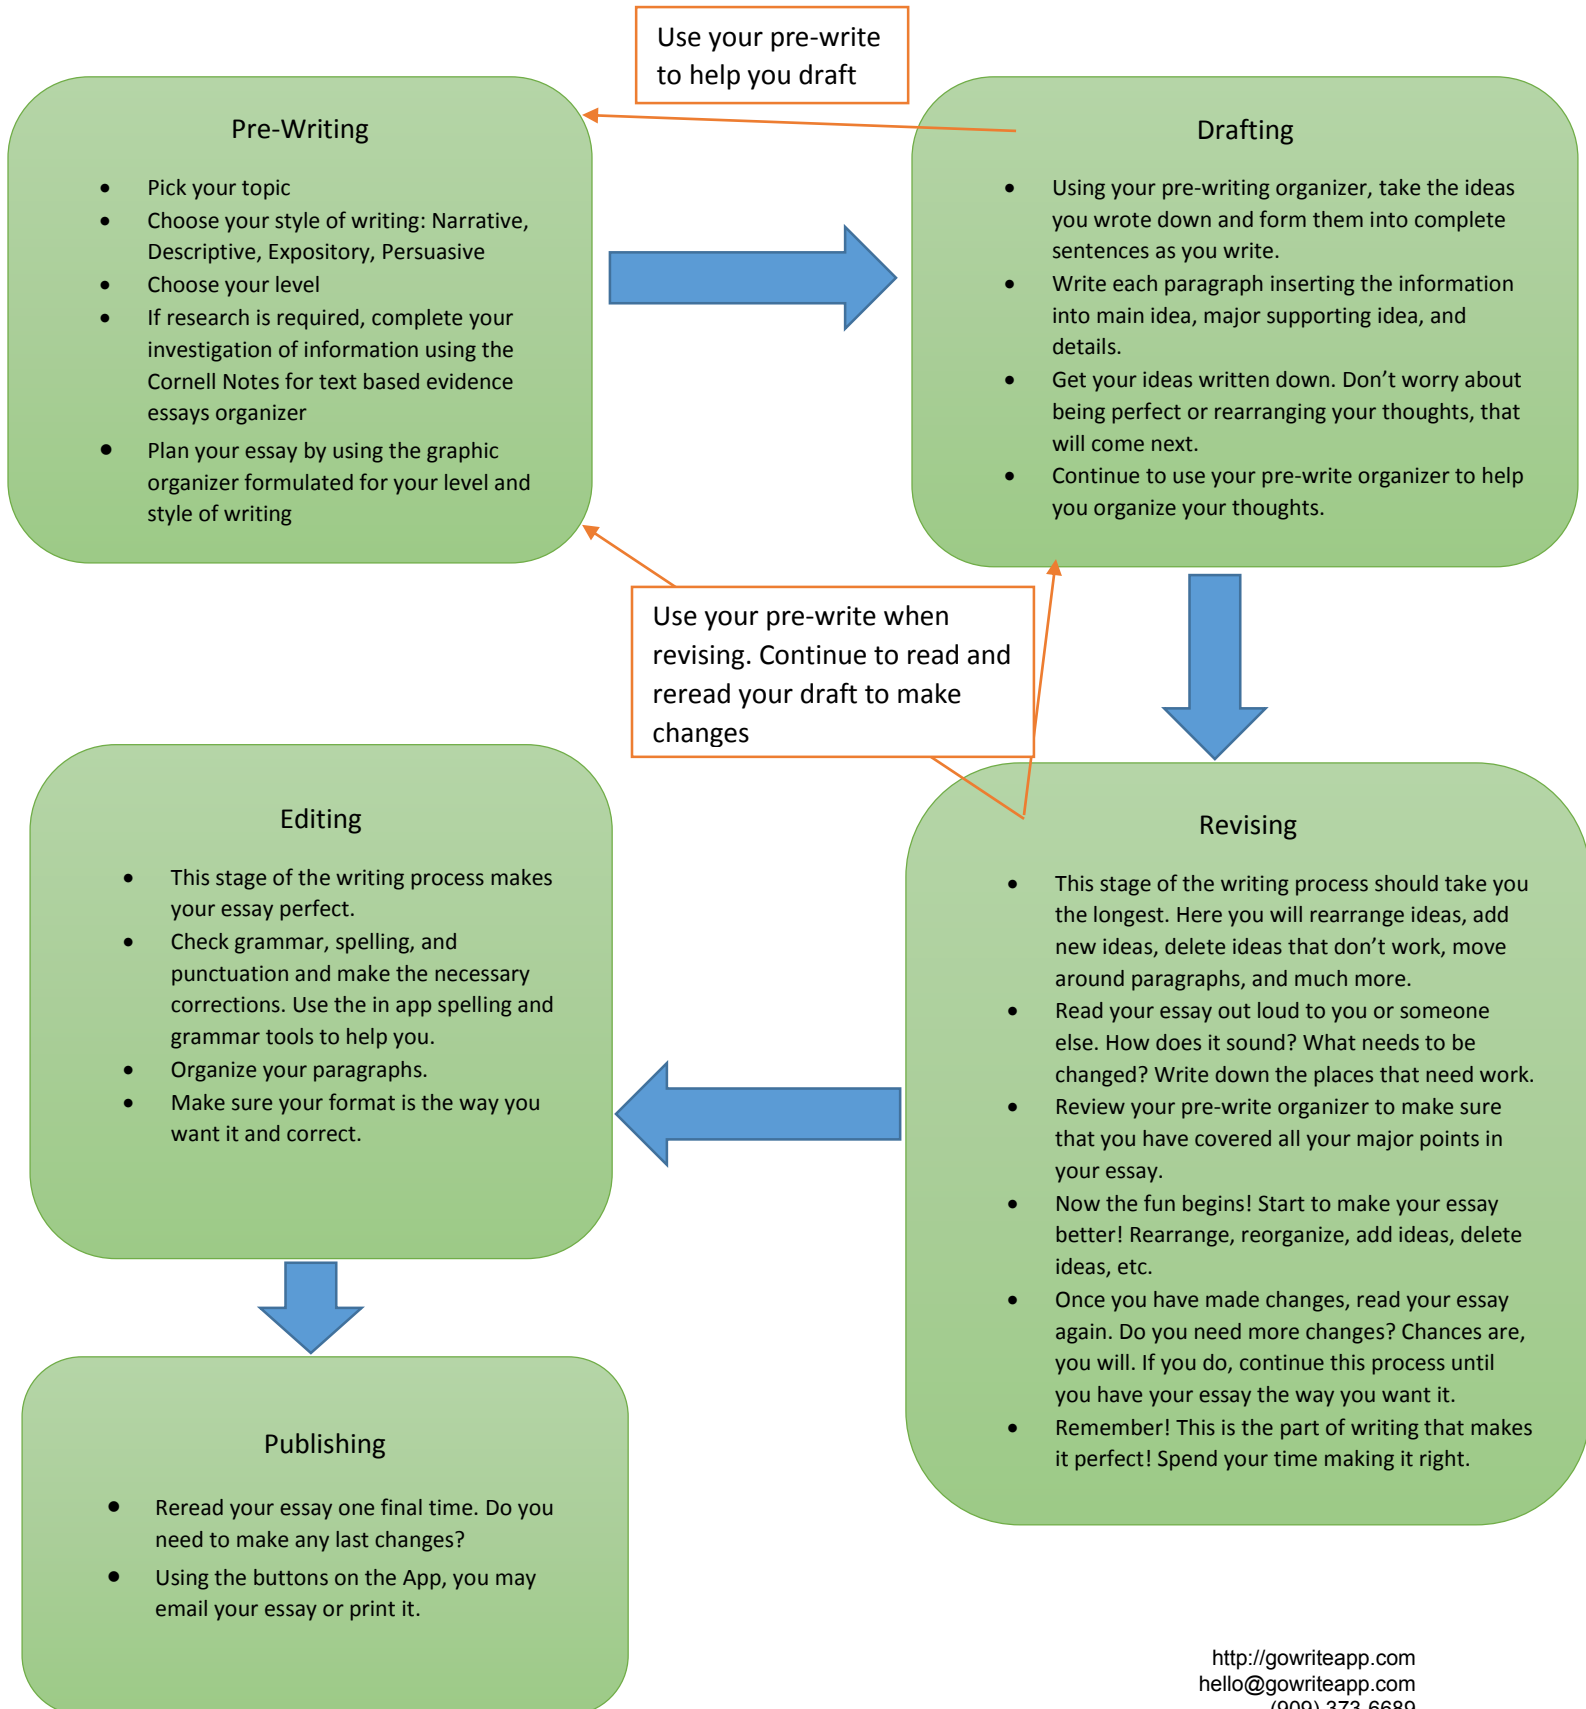 Use your pre-write
to help you draft
Pre-Writing
Pick your topic
Choose your style of writing: Narrative,
Descriptive, Expository, Persuasive
Choose your level
If research is required, complete your
investigation of information using the
Cornell Notes for text based evidence
essays organizer
Plan your essay by using the graphic
organizer formulated for your level and
style of writing
Drafting
Using your pre-writing organizer, take the ideas
you wrote down and form them into complete
sentences as you write.
Write each paragraph inserting the information
into main idea, major supporting idea, and
details.
Get your ideas written down. Don’t worry about
being perfect or rearranging your thoughts, that
will come next.
Continue to use your pre-write organizer to help
you organize your thoughts.
Use your pre-write when
revising. Continue to read and
reread your draft to make
changes
Revising
This stage of the writing process should take you
the longest. Here you will rearrange ideas, add
new ideas, delete ideas that don’t work, move
around paragraphs, and much more.
Read your essay out loud to you or someone
else. How does it sound? What needs to be
changed? Write down the places that need work.
Review your pre-write organizer to make sure
that you have covered all your major points in
your essay.
Now the fun begins! Start to make your essay
better! Rearrange, reorganize, add ideas, delete
ideas, etc.
Once you have made changes, read your essay
again. Do you need more changes? Chances are,
you will. If you do, continue this process until
you have your essay the way you want it.
Remember! This is the part of writing that makes
it perfect! Spend your time making it right.
Editing
This stage of the writing process makes
your essay perfect.
Check grammar, spelling, and
punctuation and make the necessary
corrections. Use the in app spelling and
grammar tools to help you.
Organize your paragraphs.
Make sure your format is the way you
want it and correct.
Publishing
Reread your essay one final time. Do you
need to make any last changes?
Using the buttons on the App, you may
email your essay or print it.
http://gowriteapp.com
hello@gowriteapp.com
(909) 373-6689